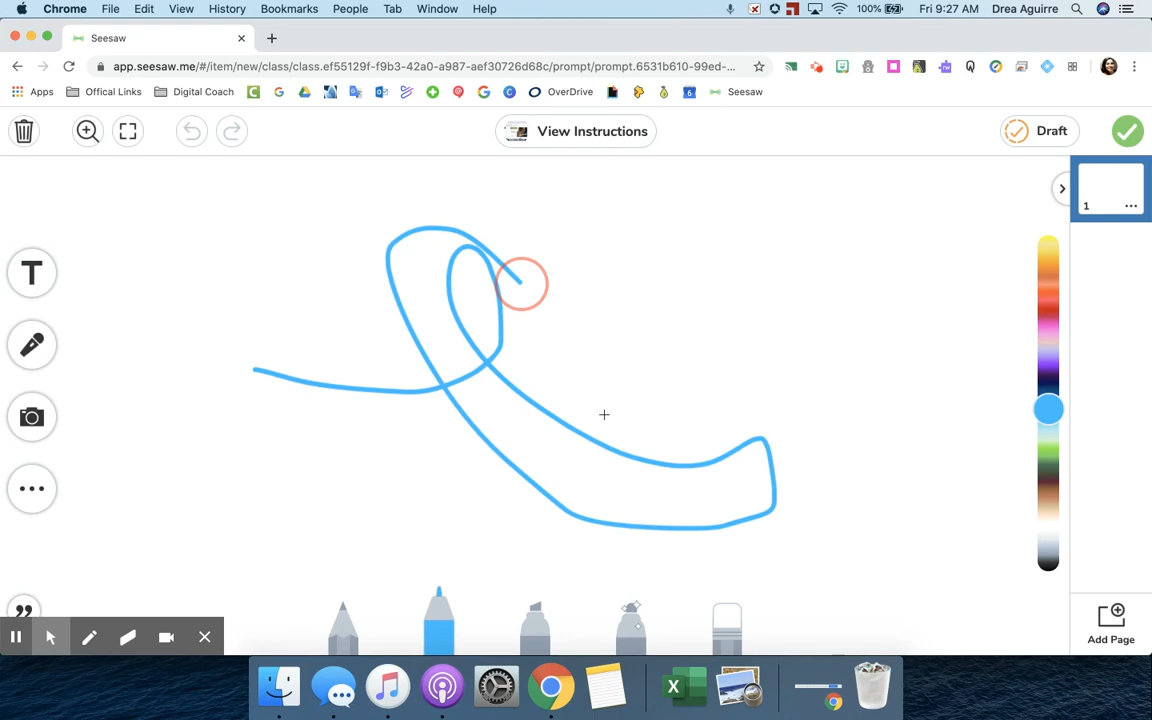 Chrome File Edit View History Bookmarks People Tab Window Help 100% Fri 9:27 AM Drea Aguirre
Seesaw
app.seesaw.me/#/item/new/class/class.ef55129f-f9b3-42a0-a987-aef30726d68c/prompt/prompt.6531b610-99ed-...
Apps Offical Links Digital Coach OverDrive 6 Seesaw
View Instructions Draft
1 ...
T
Add Page